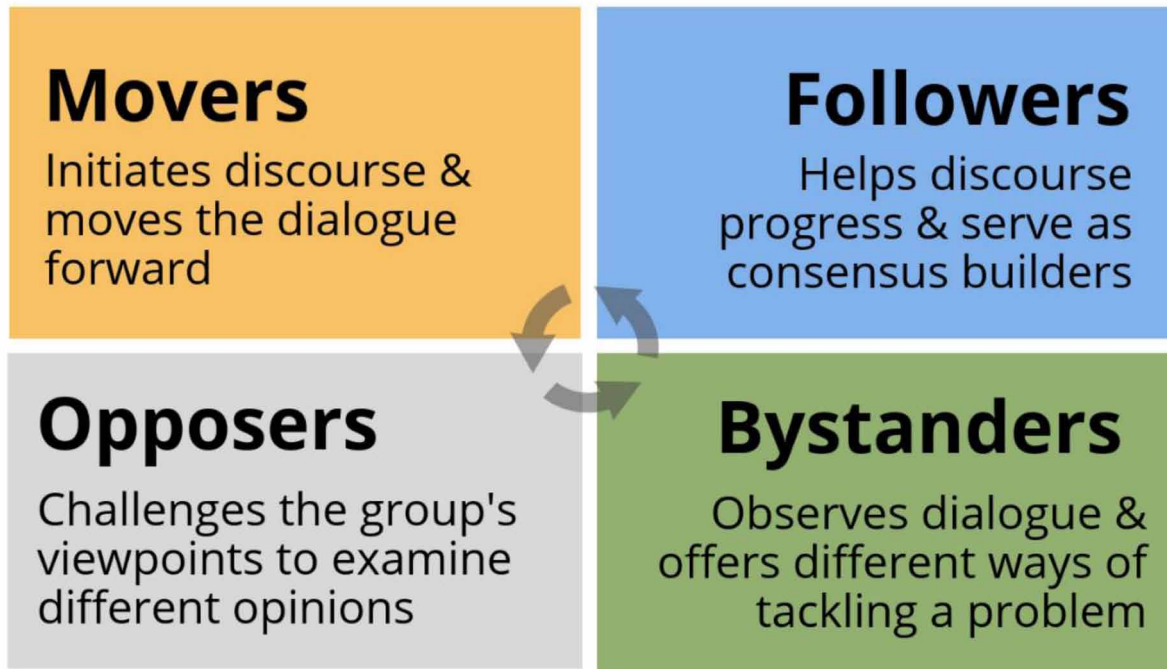 Movers
Initiates discourse &
moves the dialogue
forward
Followers
Helps discourse
progress & serve as
consensus builders
Opposers
Challenges the group's
viewpoints to examine
different opinions
Bystanders
Observes dialogue &
offers different ways of
tackling a problem